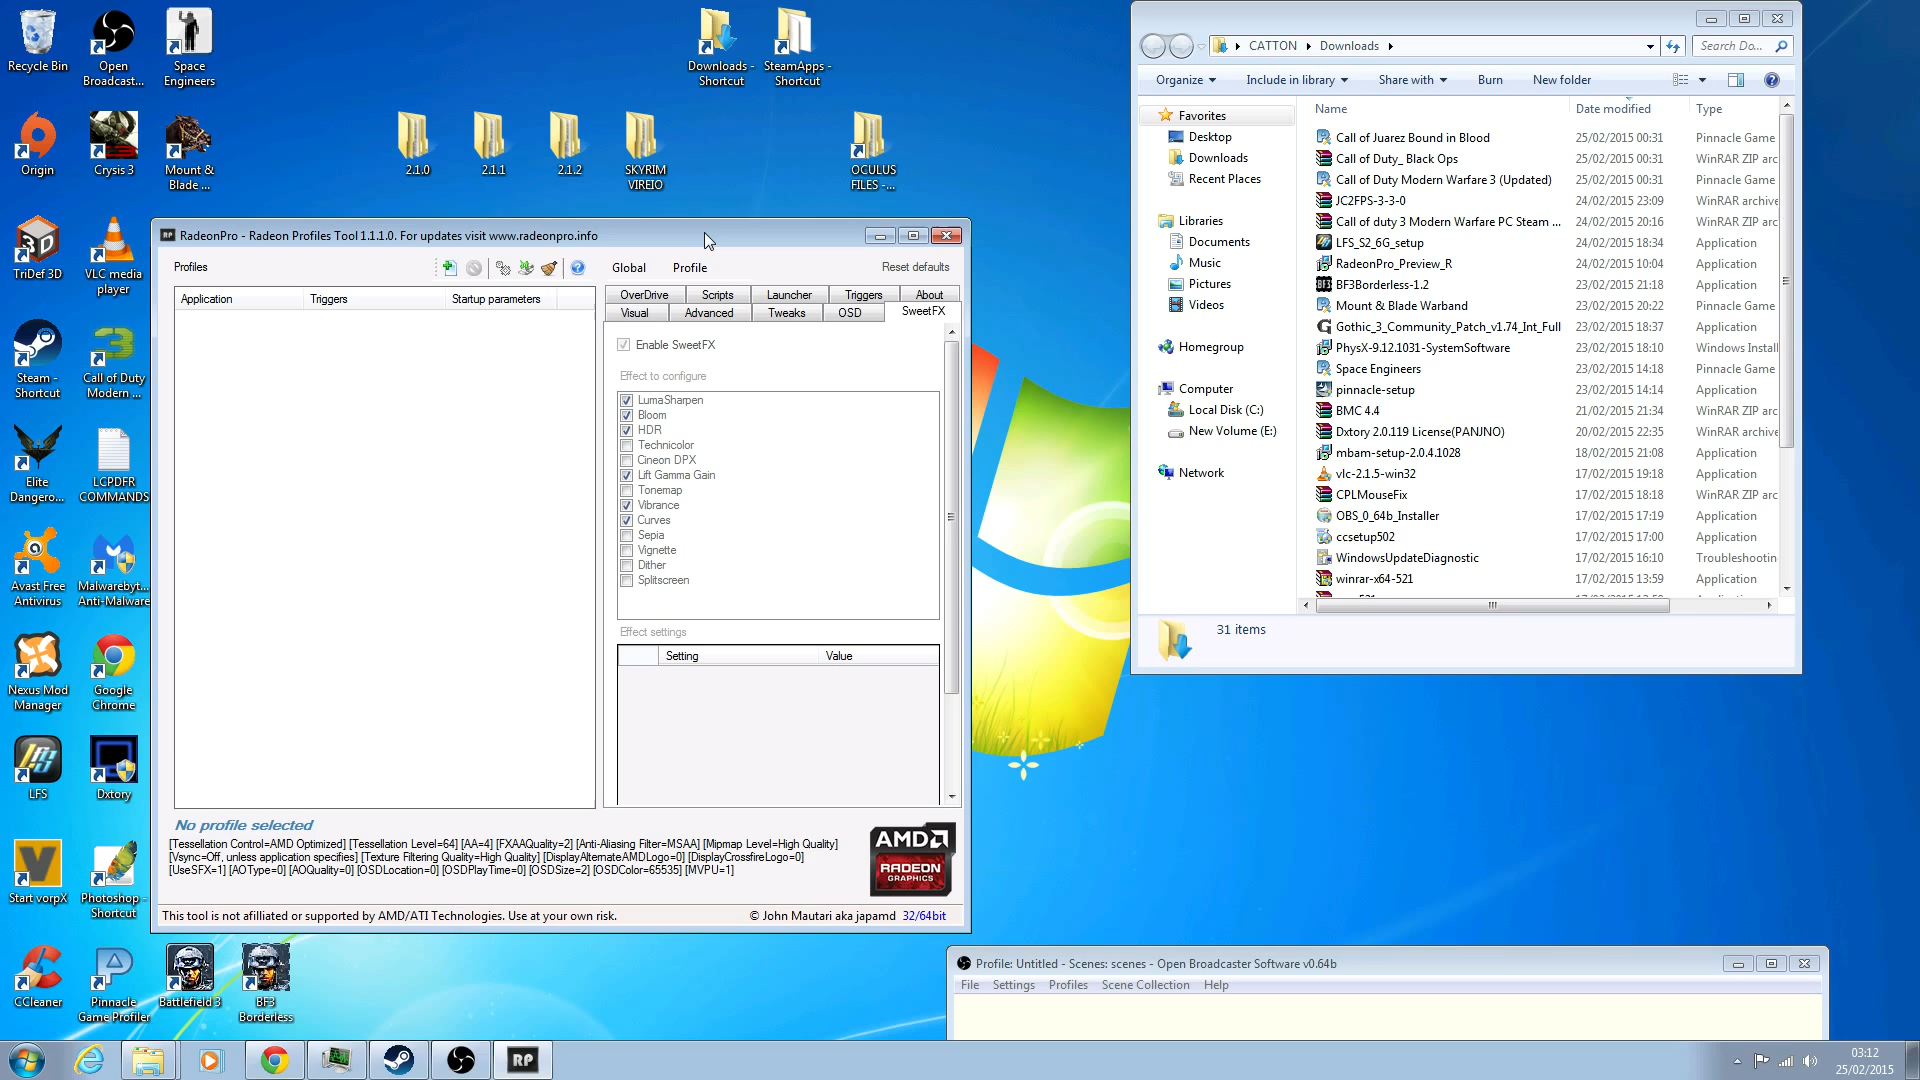 Recycle Bin
Open Broadcast...
Space Engineers
Downloads - Shortcut
SteamApps - Shortcut
Origin
Crysis 3
Mount & Blade ...
2.1.0
2.1.1
2.1.2
SKYRIM VIREIO
OCULUS FILES -...
TriDef 3D
VLC media player
Steam - Shortcut
Call of Duty Modern ...
Elite Dangero...
LCPDFR COMMANDS
Avast Free Antivirus
Malwarebyt... Anti-Malware
Nexus Mod Manager
Google Chrome
LFS
Dxtory
Start vorpX
Photoshop - Shortcut
CCleaner
Pinnacle Game Profiler
Battlefield 3
BF3 Borderless
RadeonPro - Radeon Profiles Tool 1.1.1.0. For updates visit www.radeonpro.info
Profiles
Global Profile Reset defaults
Application Triggers Startup parameters
OverDrive Scripts Launcher Triggers About
Visual Advanced Tweaks OSD SweetFX
Enable SweetFX
Effect to configure
LumaSharpen
Bloom
HDR
Technicolor
Cineon DPX
Lift Gamma Gain
Tonemap
Vibrance
Curves
Sepia
Vignette
Dither
Splitscreen
Effect settings
Setting Value
No profile selected
[Tessellation Control=AMD Optimized] [Tessellation Level=64] [AA=4] [FXAAQuality=2] [Anti-Aliasing Filter=MSAA] [Mipmap Level=High Quality]
[Vsync=Off, unless application specifies] [Texture Filtering Quality=High Quality] [DisplayAlternateAMDLogo=0] [DisplayCrossfireLogo=0]
[UseSFX=1] [AOType=0] [AOQuality=0] [OSDLocation=0] [OSDPlayTime=0] [OSDSize=2] [OSDColor=65535] [MVPU=1]
AMD
RADEON
GRAPHICS
This tool is not afilliated or supported by AMD/ATI Technologies. Use at your own risk.
© John Mautari aka japamd 32/64bit
CATTON Downloads
Search Do...
Organize Include in library Share with Burn New folder
Favorites
Desktop
Downloads
Recent Places
Libraries
Documents
Music
Pictures
Videos
Homegroup
Computer
Local Disk (C:)
New Volume (E:)
Network
Name Date modified Type
Call of Juarez Bound in Blood 25/02/2015 00:31 Pinnacle Game
Call of Duty_ Black Ops 25/02/2015 00:31 WinRAR ZIP arc
Call of Duty Modern Warfare 3 (Updated) 25/02/2015 00:31 Pinnacle Game
JC2FPS-3-3-0 24/02/2015 23:09 WinRAR archive
Call of duty 3 Modern Warfare PC Steam ... 24/02/2015 20:16 WinRAR ZIP arc
LFS_S2_6G_setup 24/02/2015 18:34 Application
RadeonPro_Preview_R 24/02/2015 10:04 Application
BF3Borderless-1.2 23/02/2015 21:18 Application
Mount & Blade Warband 23/02/2015 20:22 Pinnacle Game
Gothic_3_Community_Patch_v1.74_Int_Full 23/02/2015 18:37 Application
PhysX-9.12.1031-SystemSoftware 23/02/2015 18:10 Windows Install
Space Engineers 23/02/2015 14:18 Pinnacle Game
pinnacle-setup 23/02/2015 14:14 Application
BMC 4.4 21/02/2015 21:34 WinRAR ZIP arc
Dxtory 2.0.119 License(PANJNO) 20/02/2015 22:35 WinRAR archive
mbam-setup-2.0.4.1028 18/02/2015 21:08 Application
vlc-2.1.5-win32 17/02/2015 19:18 Application
CPLMouseFix 17/02/2015 18:18 WinRAR ZIP arc
OBS_0_64b_Installer 17/02/2015 17:19 Application
ccsetup502 17/02/2015 17:00 Application
WindowsUpdateDiagnostic 17/02/2015 16:10 Troubleshootin
winrar-x64-521 17/02/2015 13:59 Application
31 items
Profile: Untitled - Scenes: scenes - Open Broadcaster Software v0.64b
File Settings Profiles Scene Collection Help
RP
03:12
25/02/2015